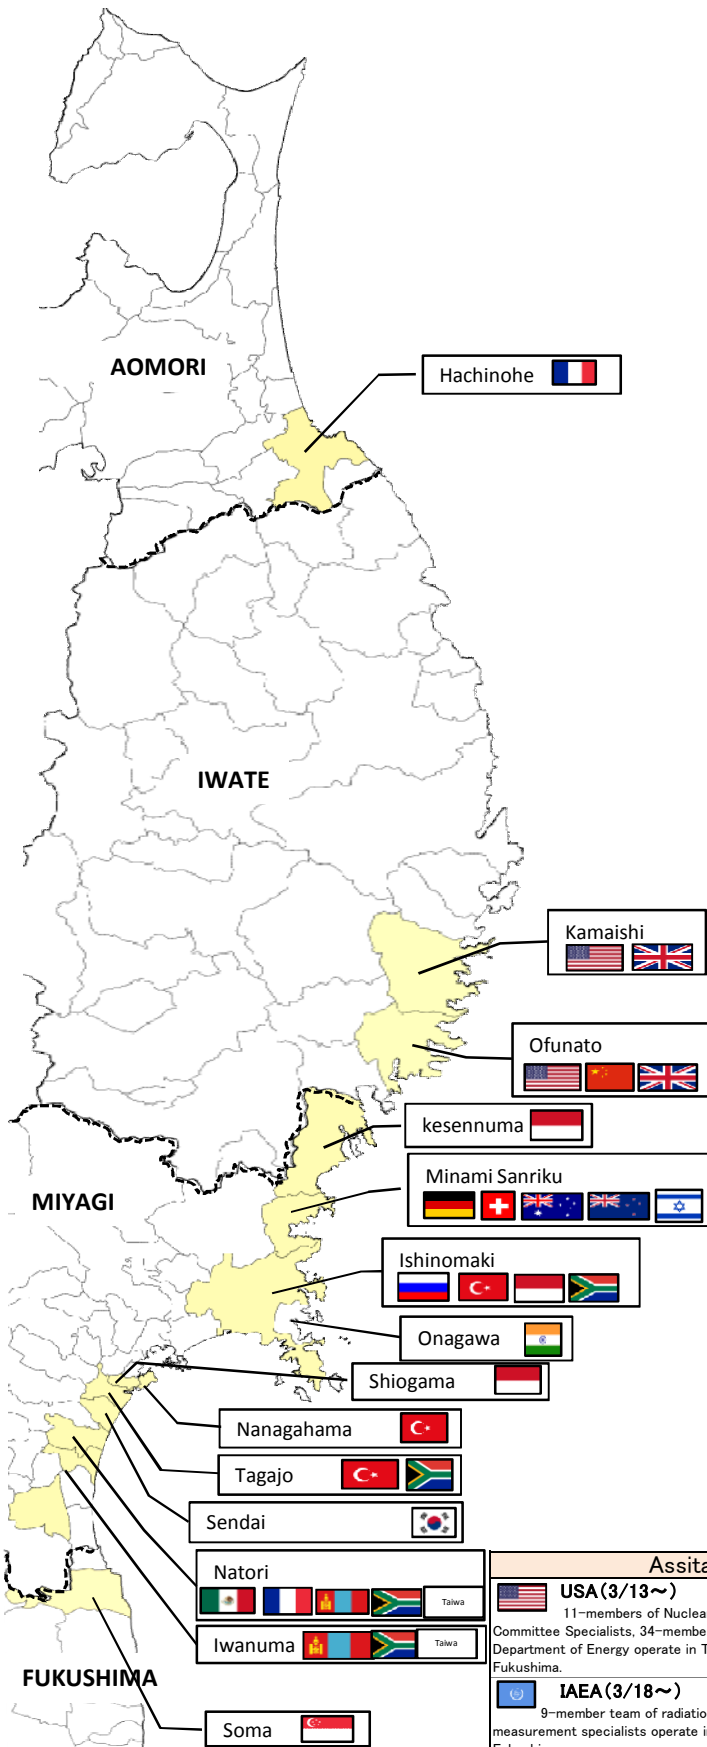 AOMORI
Hachinohe
IWATE
Kamaishi
Ofunato
kesennuma
MIYAGI
Minami Sanriku
Ishinomaki
Onagawa
Shiogama
Nanagahama
Tagajo
Sendai
Natori
Taiwa
Iwanuma
Taiwa
FUKUSHIMA
Soma
Assita
USA(3/13～)
11-members of Nuclea
Committee Specialists, 34-membe
Department of Energy operate in T
Fukushima.
IAEA(3/18～)
9-member team of radiatio
measurement specialists operate i